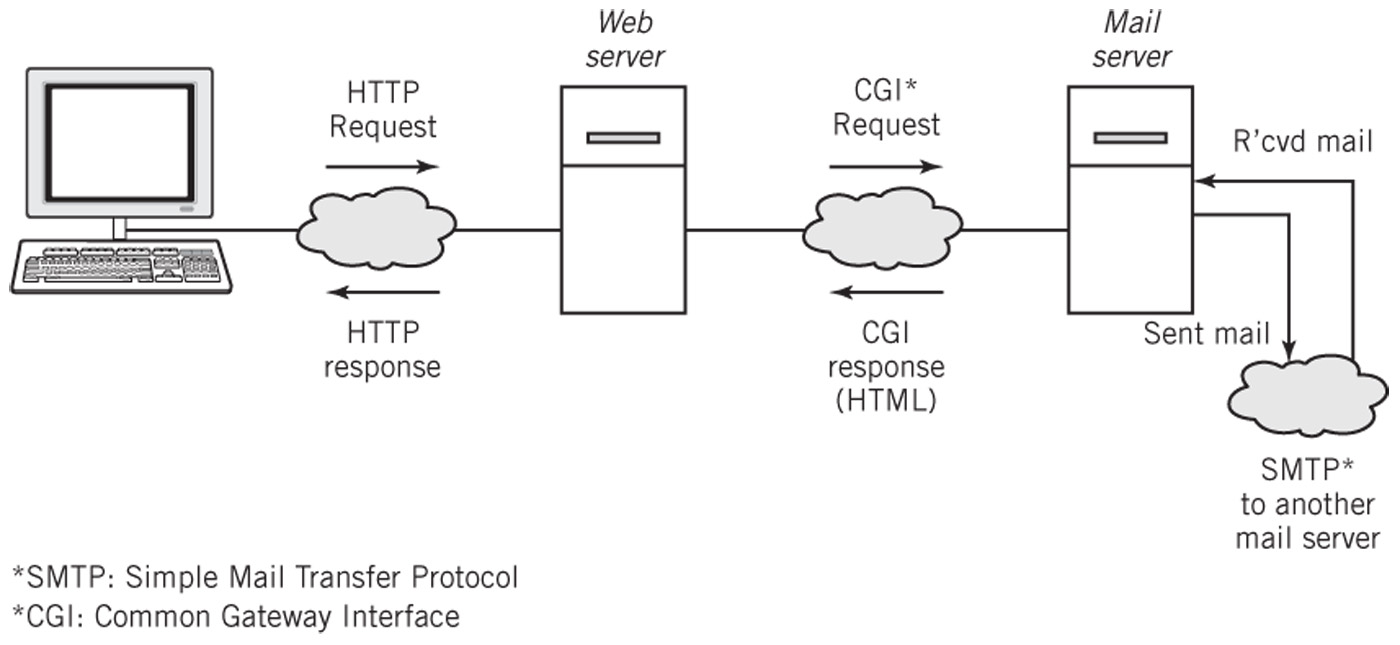 Web
server
Mail
server
HTTP
Request
CGI*
Request
R'cvd mail
HTTP
response
CGI
response
(HTML)
Sent mail
SMTP*
to another
mail server
*SMTP: Simple Mail Transfer Protocol
*CGI: Common Gateway Interface